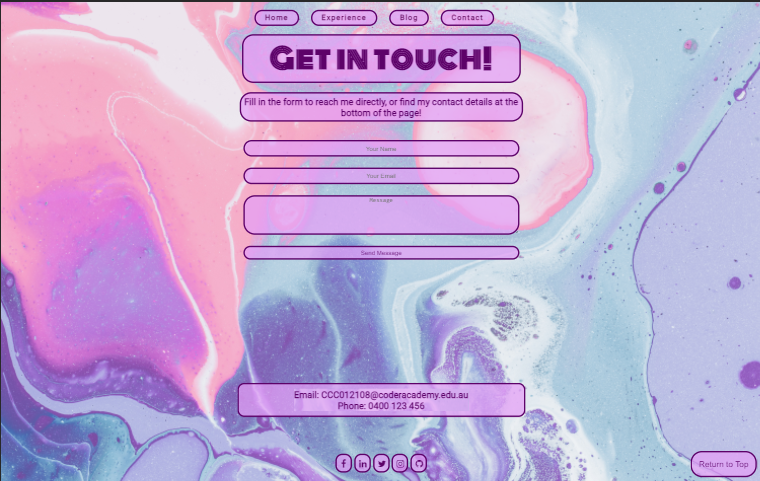 Home Experience Blog Contact
GET IN TOUCH!
Fill in the form to reach me directly, or find my contact details at the
bottom of the page!
Your Name
Your Email
Message
Send Message
Email: CCC012108@coderacademy.edu.au
Phone: 0400 123 456
Return to Top